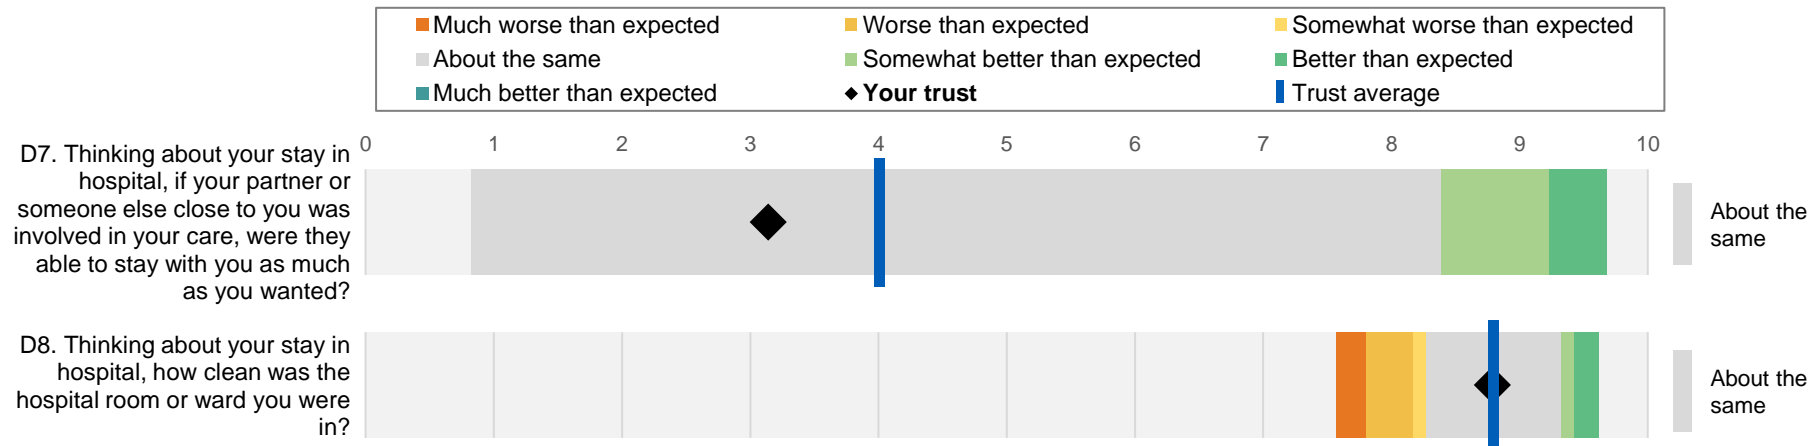 Much worse than expected
Worse than expected
Somewhat worse than expected
About the same
Somewhat better than expected
Better than expected
Much better than expected
Your trust
Trust average
0 1 2 3 4 5 6 7 8 9 10
D7. Thinking about your stay in
hospital, if your partner or
someone else close to you was
involved in your care, were they
able to stay with you as much
as you wanted?
About the
same
D8. Thinking about your stay in
hospital, how clean was the
hospital room or ward you were
in?
About the
same